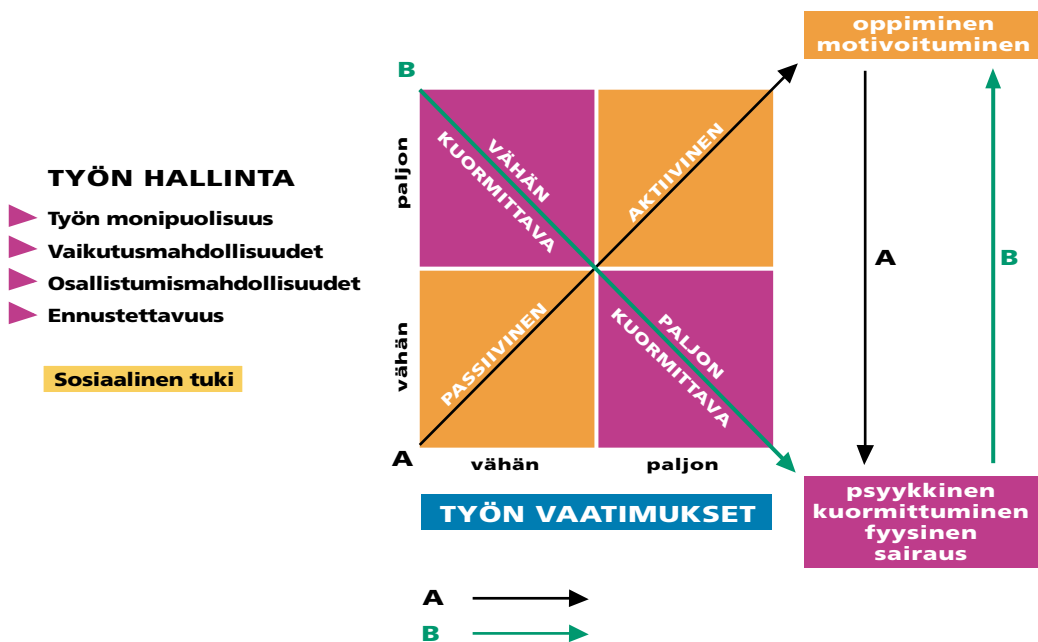 oppiminen
motivoituminen
B
paljon
vähän
VÄHÄN
KUORMITTAVA
AKTIIVINEN
PASSIIVINEN
PALJON
KUORMITTAVA
TYÖN HALLINTA
Työn monipuolisuus
Vaikutusmahdollisuudet
Osallistumismahdollisuudet
Ennustettavuus
Sosiaalinen tuki
A
B
A
vähän
paljon
TYÖN VAATIMUKSET
psyykkinen
kuormittuminen
fyysinen
sairaus
A
B